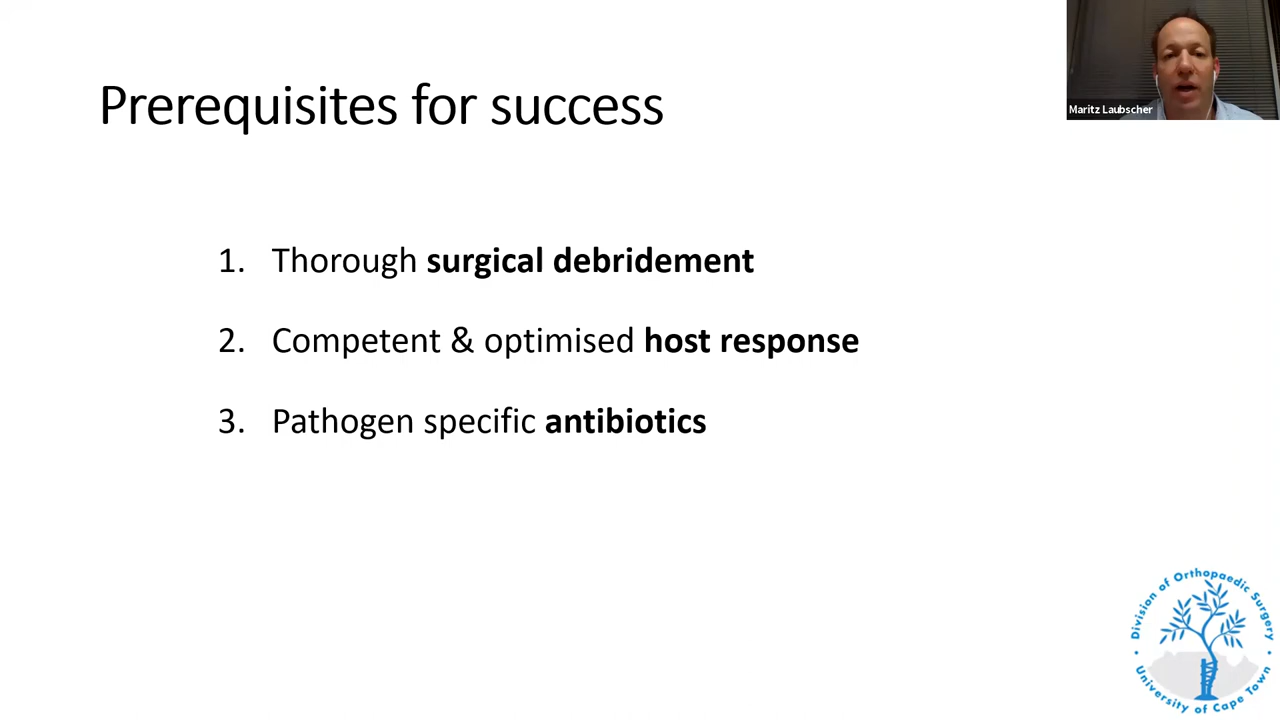 Maritz Laubscher
Prerequisites for success
1. Thorough surgical debridement
2. Competent & optimised host response
3. Pathogen specific antibiotics
Division of Orthopaedic Surgery
University of Cape Town